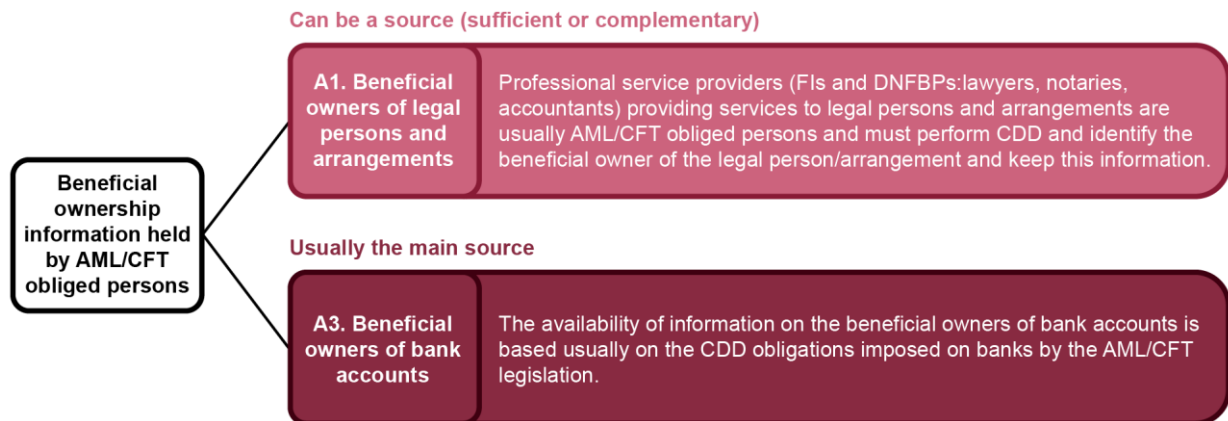 Can be a source (sufficient or complementary)
A1. Beneficial
owners of legal
persons and
arrangements
Professional service providers (FIs and DNFBPs:lawyers, notaries,
accountants) providing services to legal persons and arrangements are
usually AML/CFT obliged persons and must perform CDD and identify the
beneficial owner of the legal person/arrangement and keep this information.
Beneficial
ownership
information held
by AML/CFT
obliged persons
Usually the main source
A3. Beneficial
owners of bank
accounts
The availability of information on the beneficial owners of bank accounts is
based usually on the CDD obligations imposed on banks by the AML/CFT
legislation.